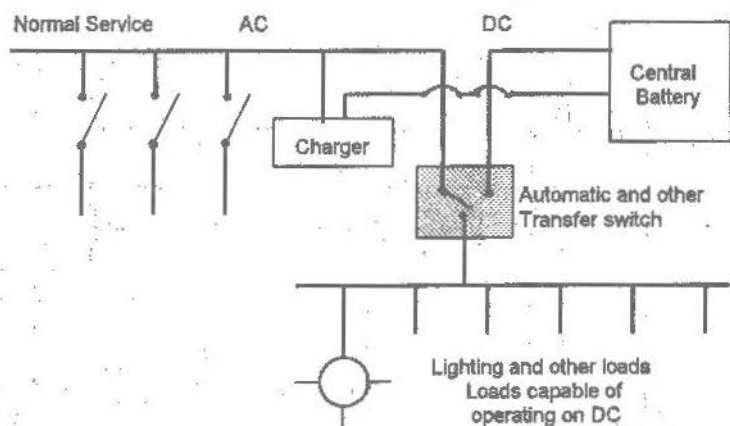 Normal Service
AC
DC
Central
Battery
Charger
Automatic and other
Transfer switch
Lighting and other loads
Loads capable of
operating on DC